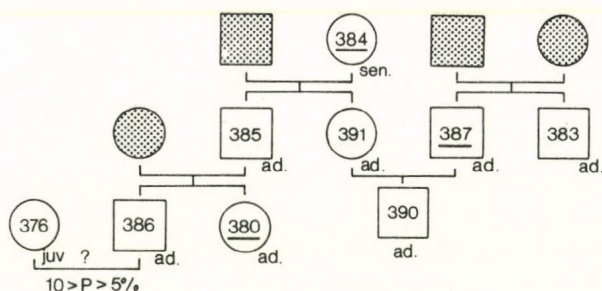 384
sen.
385 391 387 383
ad. ad. ad. ad.
390
376 386 380
juv ? ad. ad. ad.
10 > P > 5%